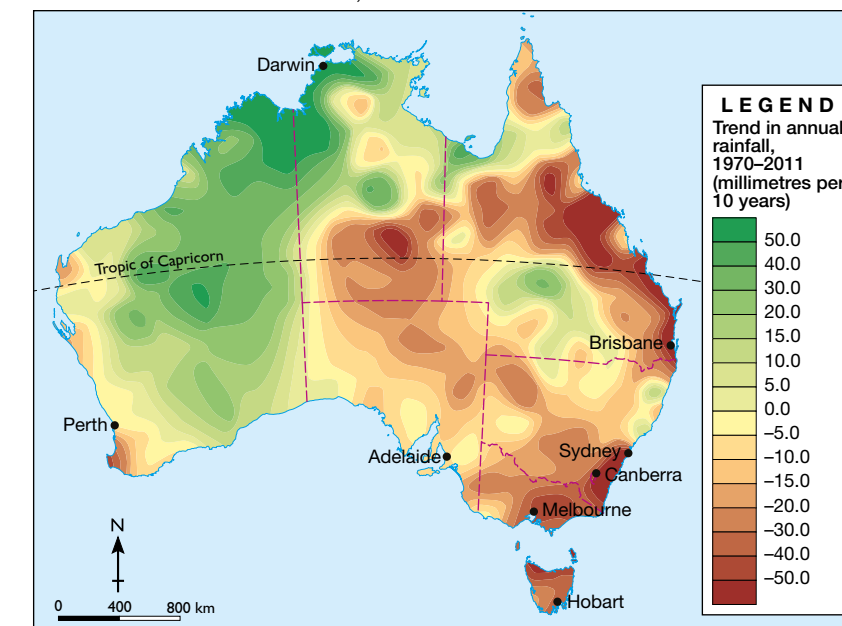 Darwin
Tropic of Capricorn
Brisbane
Perth
Adelaide
Sydney
Canberra
Melbourne
Hobart
N
0 400 800 km
LEGEND
Trend in annual
rainfall,
1970–2011
(millimetres per
10 years)
50.0
40.0
30.0
20.0
15.0
10.0
5.0
0.0
–5.0
–10.0
–15.0
–20.0
–30.0
–40.0
–50.0